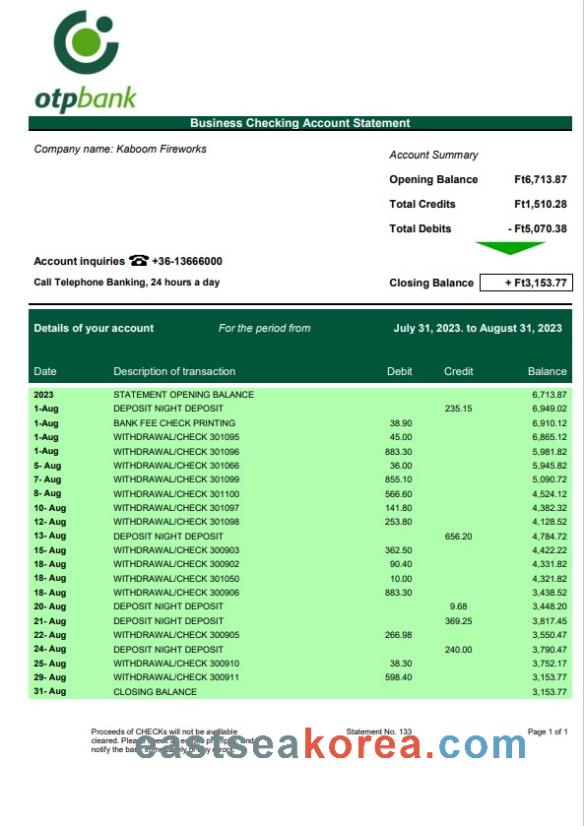 otpbank
Business Checking Account Statement
Company name: Kaboom Fireworks
Account Summary
Opening Balance Ft6,713.87
Total Credits Ft1,510.28
Total Debits - Ft5,070.38
Account inquiries ☎ +36-13666000
Call Telephone Banking, 24 hours a day
Closing Balance + Ft3,153.77
Details of your account For the period from July 31, 2023. to August 31, 2023
Date Description of transaction Debit Credit Balance
2023 STATEMENT OPENING BALANCE 6,713.87
1-Aug DEPOSIT NIGHT DEPOSIT 235.15 6,949.02
1-Aug BANK FEE CHECK PRINTING 38.90 6,910.12
1-Aug WITHDRAWAL/CHECK 301095 45.00 6,865.12
1-Aug WITHDRAWAL/CHECK 301096 883.30 5,981.82
5- Aug WITHDRAWAL/CHECK 301066 36.00 5,945.82
7- Aug WITHDRAWAL/CHECK 301099 855.10 5,090.72
8- Aug WITHDRAWAL/CHECK 301100 566.60 4,524.12
10- Aug WITHDRAWAL/CHECK 301097 141.80 4,382.32
12- Aug WITHDRAWAL/CHECK 301098 253.80 4,128.52
13- Aug DEPOSIT NIGHT DEPOSIT 656.20 4,784.72
15- Aug WITHDRAWAL/CHECK 300903 362.50 4,422.22
18- Aug WITHDRAWAL/CHECK 300902 90.40 4,331.82
18- Aug WITHDRAWAL/CHECK 301050 10.00 4,321.82
18- Aug WITHDRAWAL/CHECK 300906 883.30 3,438.52
20- Aug DEPOSIT NIGHT DEPOSIT 9.68 3,448.20
21- Aug DEPOSIT NIGHT DEPOSIT 369.25 3,817.45
22- Aug WITHDRAWAL/CHECK 300905 266.98 3,550.47
24- Aug DEPOSIT NIGHT DEPOSIT 240.00 3,790.47
25- Aug WITHDRAWAL/CHECK 300910 38.30 3,752.17
29- Aug WITHDRAWAL/CHECK 300911 598.40 3,153.77
31- Aug CLOSING BALANCE 3,153.77
Proceeds of CHECKs will not be available Statement No. 133 Page 1 of 1
cleared.
notify the
eastseakorea.com